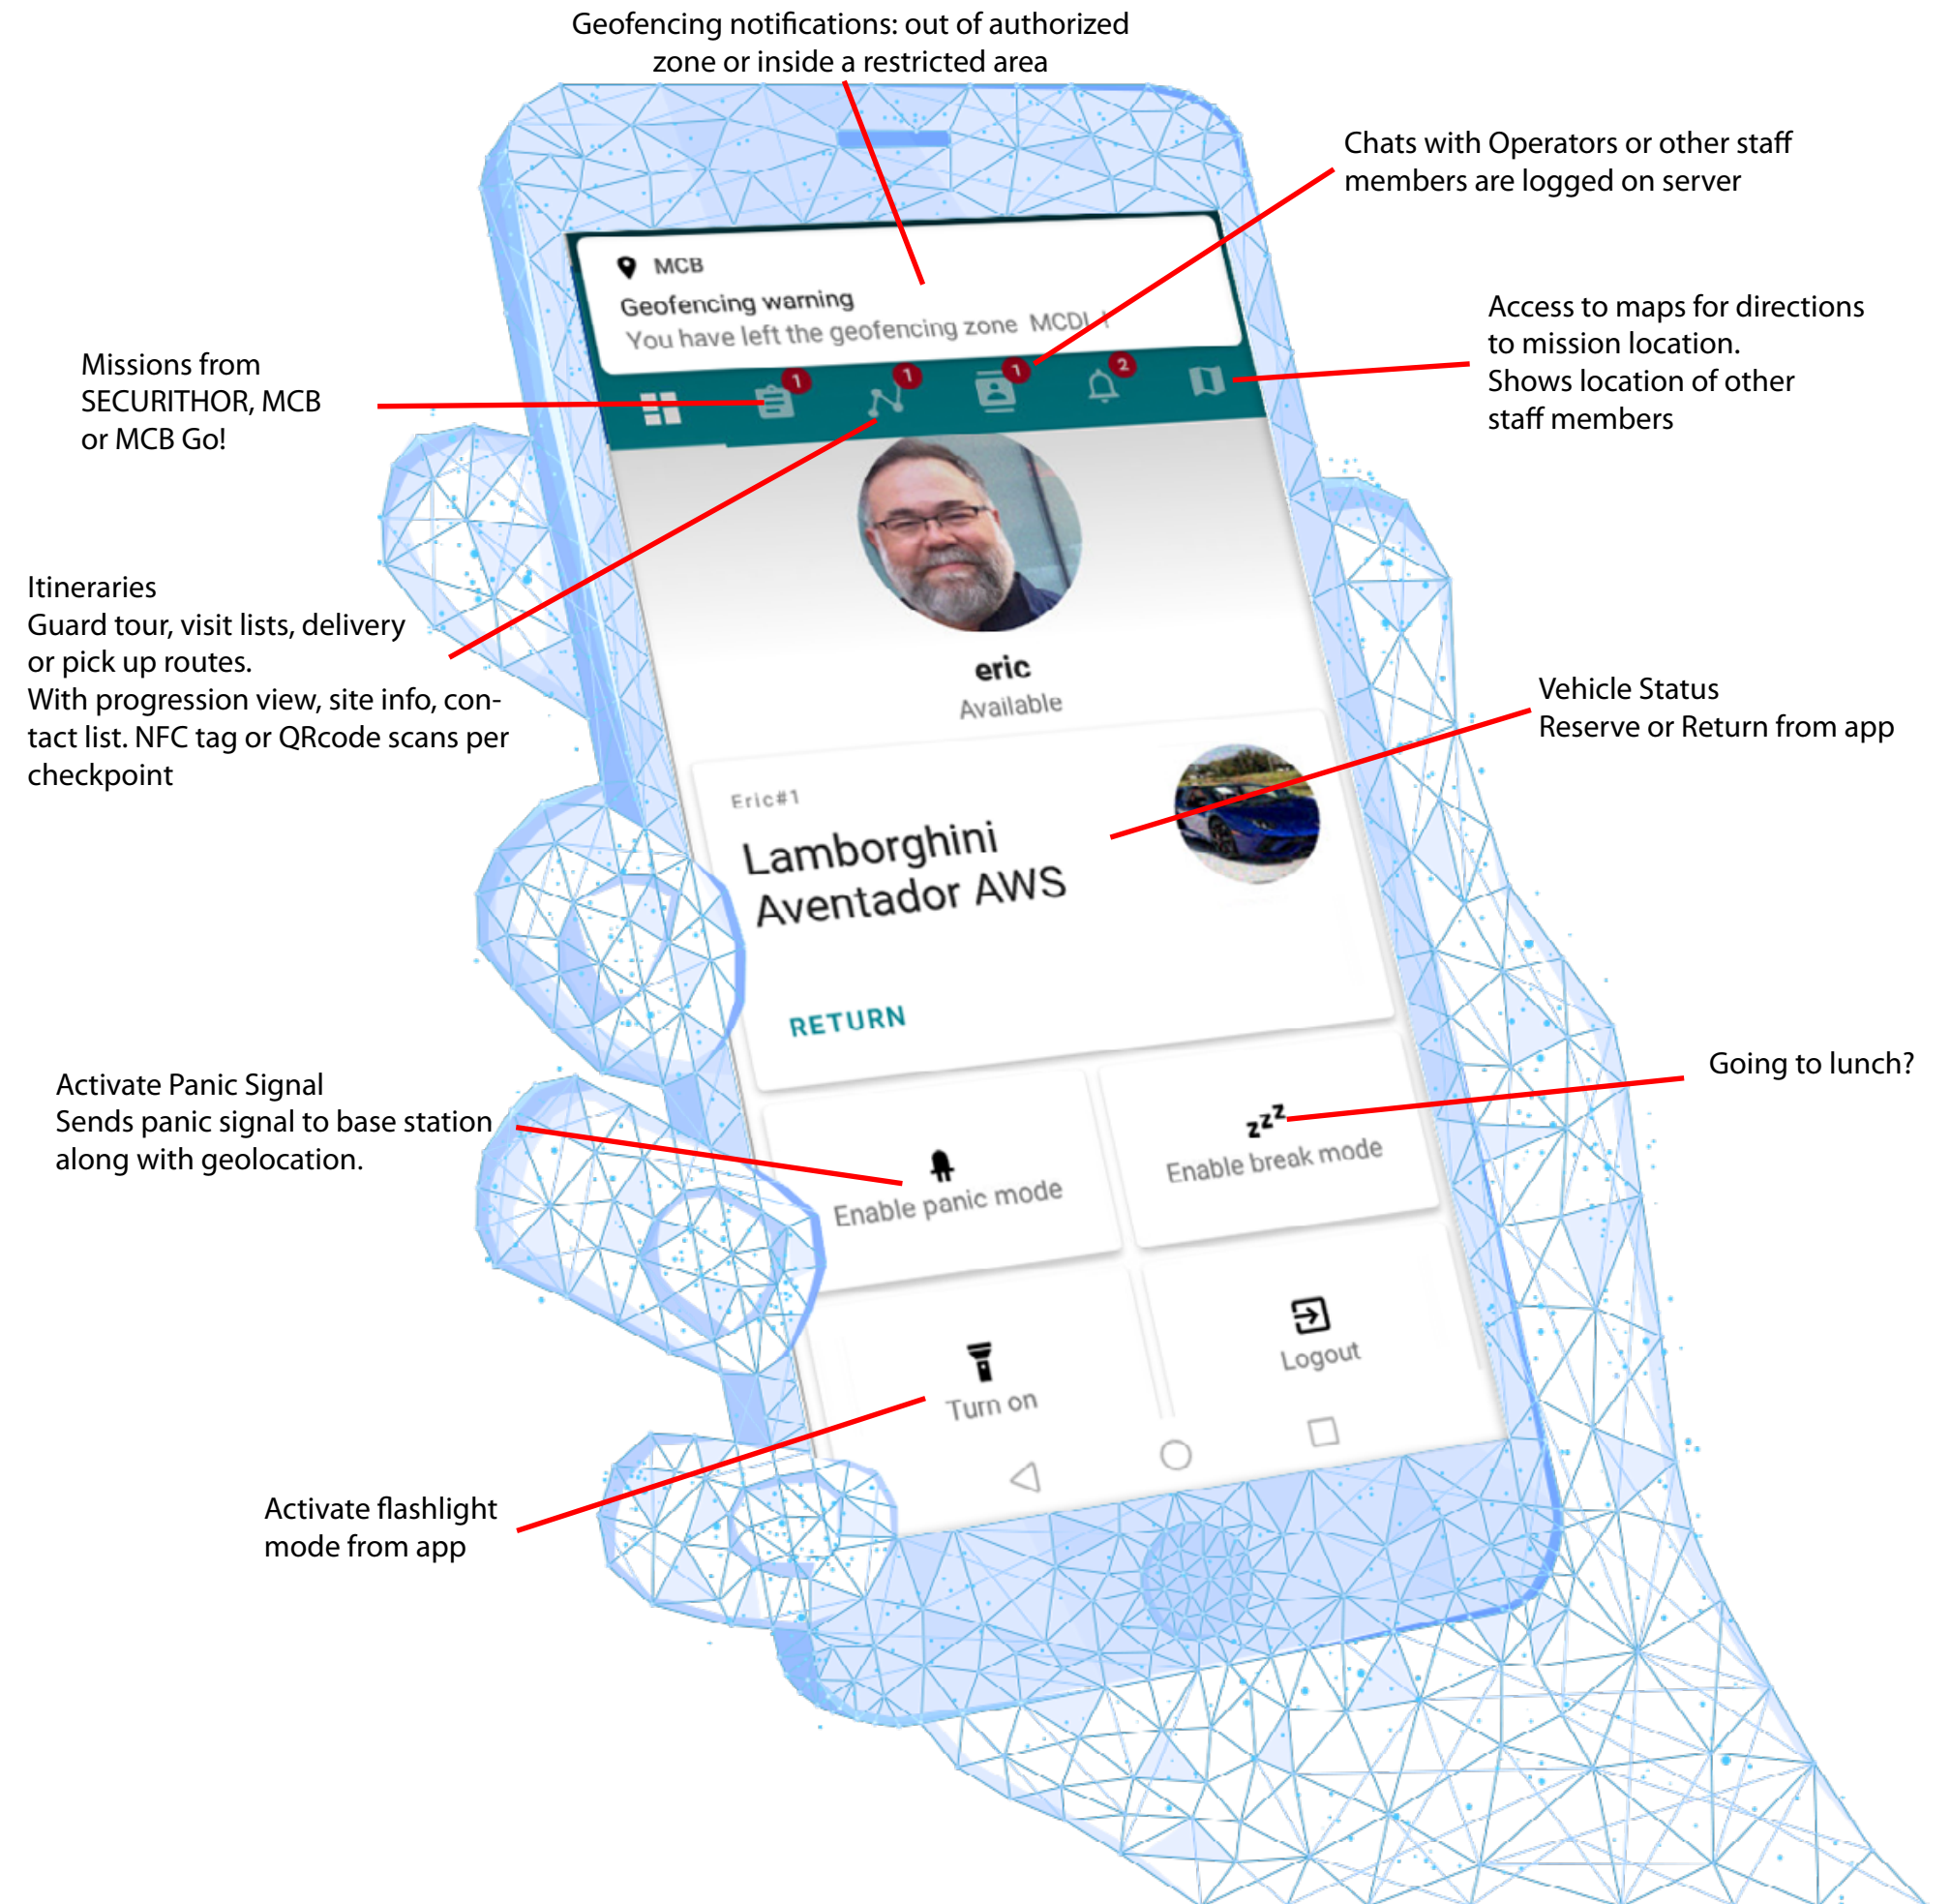 Geofencing notifications: out of authorized
zone or inside a restricted area
Chats with Operators or other staff
members are logged on server
MCB
Geofencing warning
You have left the geofencing zone
Access to maps for directions
to mission location.
Shows location of other
staff members
Missions from
SECURITHOR, MCB
or MCB Go!
1
1
1
2
Itineraries
Guard tour, visit lists, delivery
or pick up routes.
With progression view, site info, con-
tact list. NFC tag or QRcode scans per
checkpoint
eric
Available
Vehicle Status
Reserve or Return from app
Eric#1
Lamborghini
Aventador AWS
RETURN
Activate Panic Signal
Sends panic signal to base station
along with geolocation.
Going to lunch?
zzz
Enable panic mode
Enable break mode
Turn on
Logout
Activate flashlight
mode from app